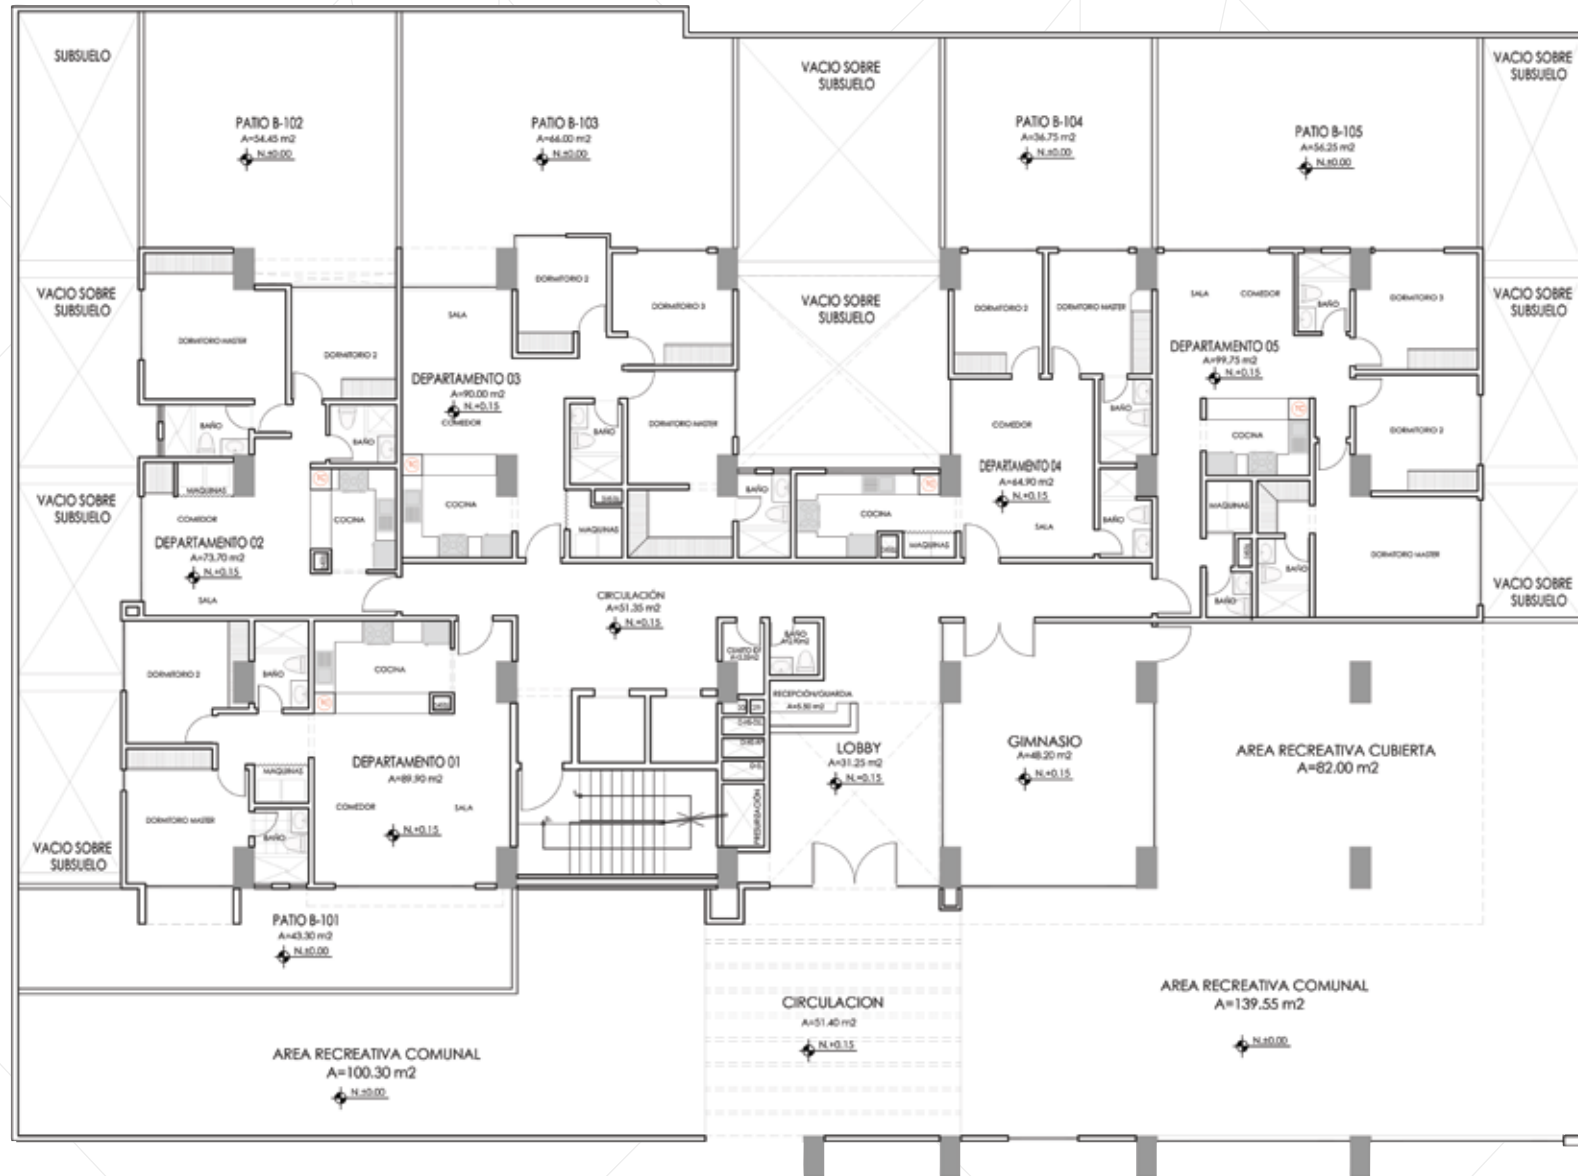 SUBSUELO
VACIO SOBRE
SUBSUELO
VACIO SOBRE
SUBSUELO
PATIO B-102
A=54.45 m2
N.±0.00
PATIO B-103
A=66.00 m2
N.±0.00
PATIO B-104
A=36.75 m2
N.±0.00
PATIO B-105
A=56.25 m2
N.±0.00
VACIO SOBRE
SUBSUELO
DORMITORIO MASTER
DORMITORIO 2
BAÑO
BAÑO
MAQUINAS
COMEDOR
COCINA
DEPARTAMENTO 02
A=73.70 m2
N.+0.15
SALA
SALA
DORMITORIO 2
DORMITORIO 3
DEPARTAMENTO 03
A=90.00 m2
N.+0.15
COMEDOR
BAÑO
DORMITORIO MASTER
COCINA
MAQUINAS
BAÑO
VACIO SOBRE
SUBSUELO
DORMITORIO 2
DORMITORIO MASTER
COMEDOR
BAÑO
DEPARTAMENTO 04
A=64.90 m2
N.+0.15
SALA
BAÑO
COCINA
MAQUINAS
SALA
COMEDOR
BAÑO
DORMITORIO 3
DEPARTAMENTO 05
A=99.75 m2
N.+0.15
COCINA
DORMITORIO 2
MAQUINAS
DORMITORIO MASTER
BAÑO
BAÑO
VACIO SOBRE
SUBSUELO
VACIO SOBRE
SUBSUELO
VACIO SOBRE
SUBSUELO
CIRCULACIÓN
A=51.35 m2
N.+0.15
DORMITORIO 2
BAÑO
COCINA
DEPARTAMENTO 01
A=89.90 m2
MAQUINAS
COMEDOR
SALA
N.+0.15
DORMITORIO MASTER
BAÑO
VACIO SOBRE
SUBSUELO
BAÑO
RECEPCIÓN/GUARDIA
A=5.50 m2
PRESURIZACIÓN
LOBBY
A=31.25 m2
N.+0.15
GIMNASIO
A=48.20 m2
N.+0.15
AREA RECREATIVA CUBIERTA
A=82.00 m2
PATIO B-101
A=43.30 m2
N.±0.00
AREA RECREATIVA COMUNAL
A=100.30 m2
N.±0.00
CIRCULACION
A=51.40 m2
N.+0.15
AREA RECREATIVA COMUNAL
A=139.55 m2
N.±0.00